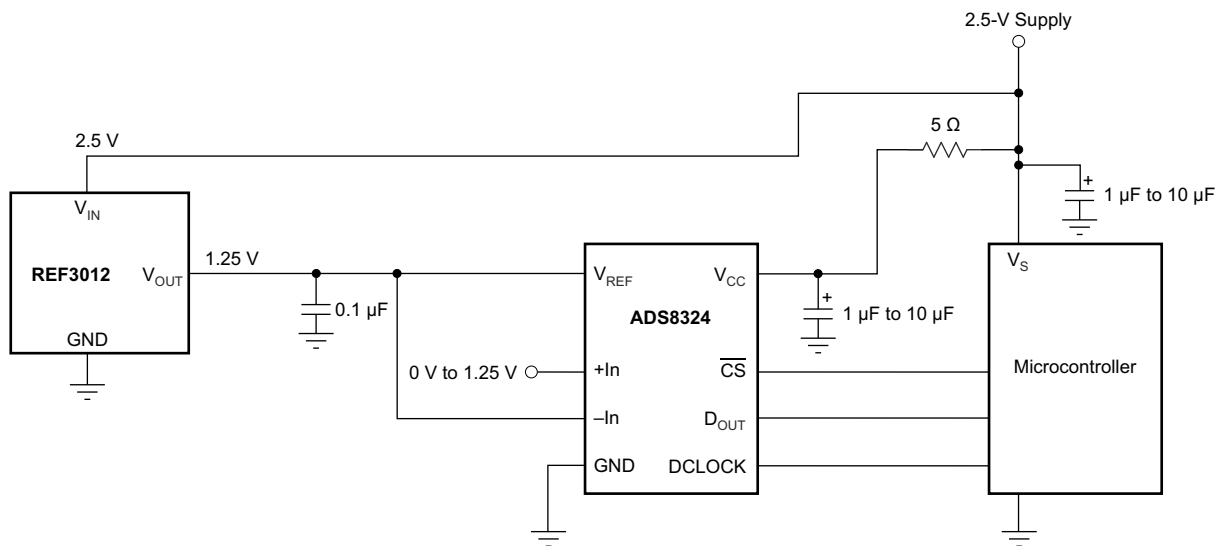 2.5-V Supply
2.5 V
5 Ω
+
1 µF to 10 µF
V_IN
REF3012
V_OUT
GND
1.25 V
0.1 µF
V_REF
V_CC
ADS8324
+
1 µF to 10 µF
0 V to 1.25 V
+In
–In
GND
C̅S̅
D_OUT
DCLOCK
V_S
Microcontroller